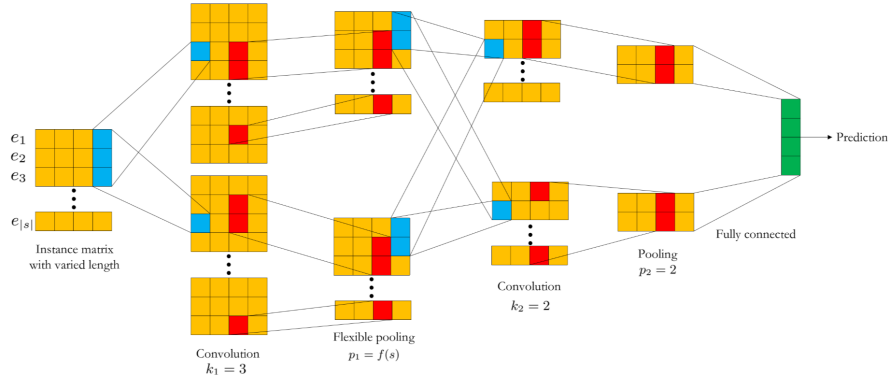 e₁
e₂
e₃
e|s|
Instance matrix
with varied length
Convolution
k₁ = 3
Flexible pooling
p₁ = f(s)
Convolution
k₂ = 2
Pooling
p₂ = 2
Fully connected
Prediction